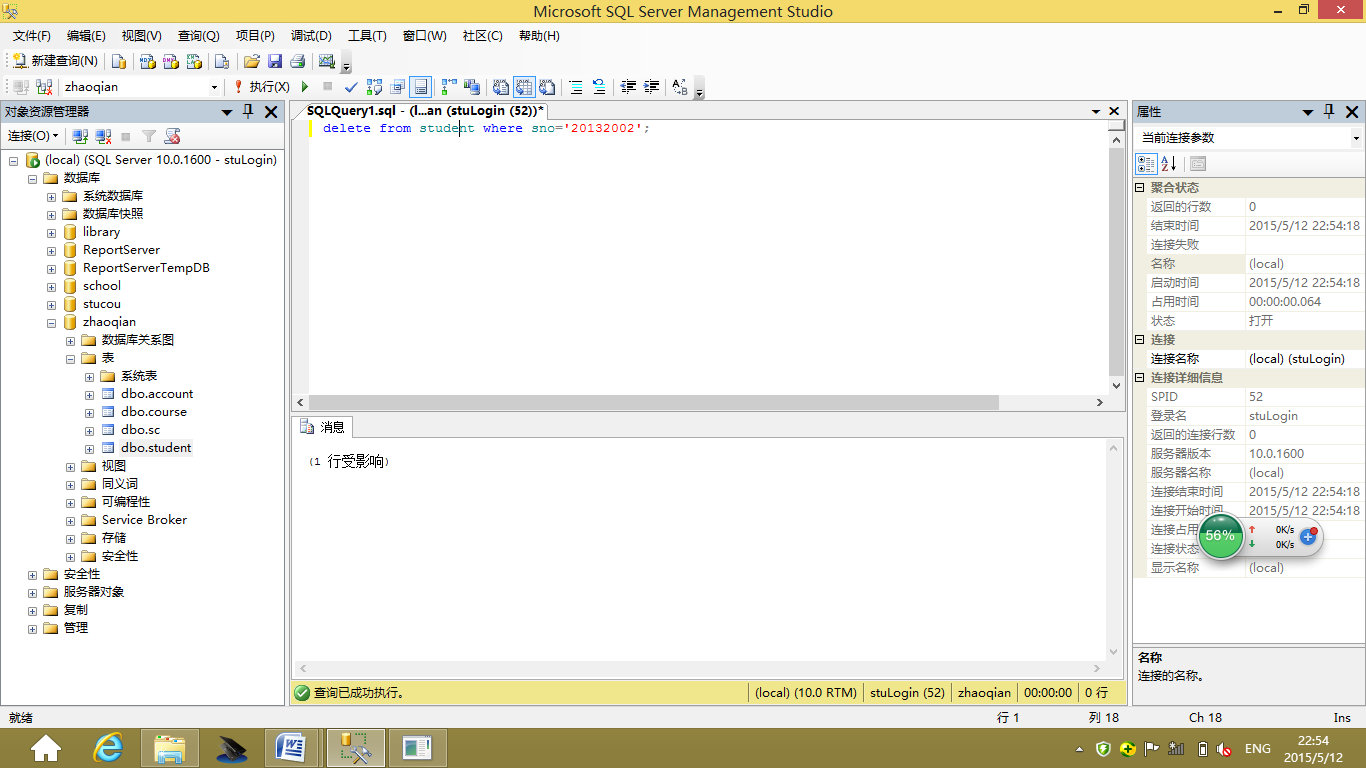 Microsoft SQL Server Management Studio
文件(F) 编辑(E) 视图(V) 查询(Q) 项目(P) 调试(D) 工具(T) 窗口(W) 社区(C) 帮助(H)
新建查询(N)
zhaoqian 执行(X)
对象资源管理器
连接(O)
(local) (SQL Server 10.0.1600 - stuLogin)
数据库
系统数据库
数据库快照
library
ReportServer
ReportServerTempDB
school
stucou
zhaoqian
数据库关系图
表
系统表
dbo.account
dbo.course
dbo.sc
dbo.student
视图
同义词
可编程性
Service Broker
存储
安全性
安全性
服务器对象
复制
管理
SQLQuery1.sql - (l...an (stuLogin (52))*
delete from student where sno='20132002';
消息
(1 行受影响)
查询已成功执行。 (local) (10.0 RTM) stuLogin (52) zhaoqian 00:00:00 0 行
属性
当前连接参数
聚合状态
返回的行数 0
结束时间 2015/5/12 22:54:18
连接失败
名称 (local)
启动时间 2015/5/12 22:54:18
占用时间 00:00:00.064
状态 打开
连接
连接名称 (local) (stuLogin)
连接详细信息
SPID 52
登录名 stuLogin
返回的连接行数 0
服务器版本 10.0.1600
服务器名称 (local)
连接结束时间 2015/5/12 22:54:18
连接开始时间 2015/5/12 22:54:18
连接占用
连接状态
显示名称 (local)
56% 0K/s
0K/s
名称
连接的名称。
就绪 行 1 列 18 Ch 18 Ins
ENG 22:54
2015/5/12